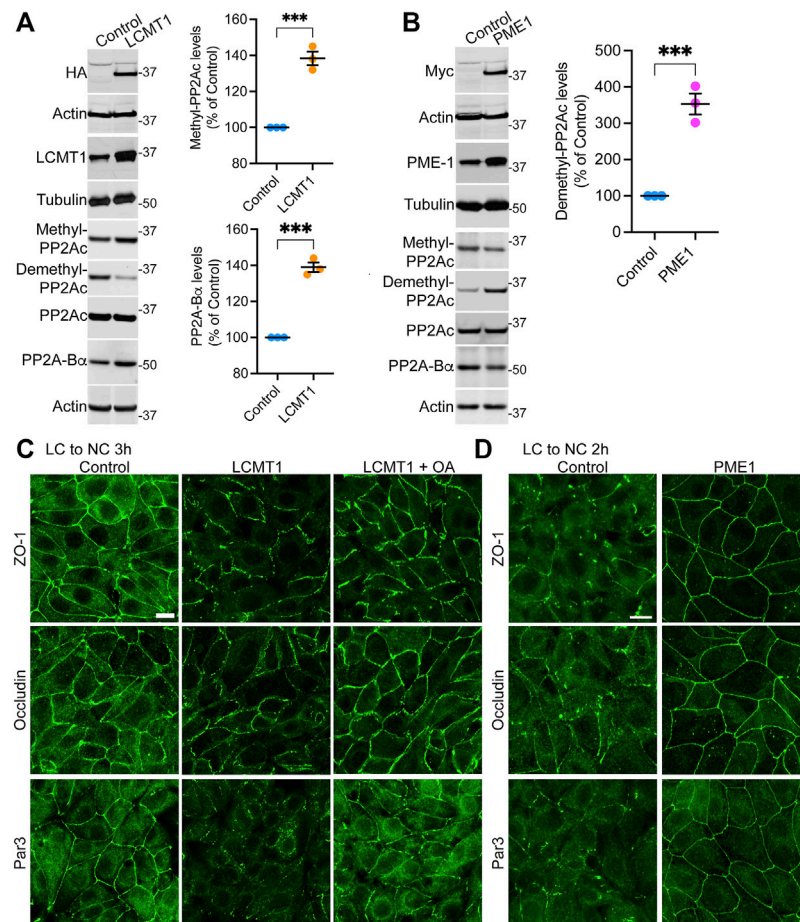 A
Control
LCMT1
HA
-37
Actin
-37
LCMT1
-37
Tubulin
-50
Methyl-
PP2Ac
-37
Demethyl-
PP2Ac
-37
PP2Ac
-37
PP2A-Bα
-50
Actin
-37
Methyl-PP2Ac levels
(% of Control)
160
140
120
100
80
***
Control
LCMT1
PP2A-Bα levels
(% of Control)
160
140
120
100
80
***
Control
LCMT1
B
Control
PME1
Myc
-37
Actin
-37
PME-1
-37
Tubulin
-50
Methyl-
PP2Ac
-37
Demethyl-
PP2Ac
-37
PP2Ac
-37
PP2A-Bα
-50
Actin
-37
Demethyl-PP2Ac levels
(% of Control)
500
400
300
200
100
0
***
Control
PME1
C
LC to NC 3h
Control
LCMT1
LCMT1 + OA
ZO-1
Occludin
Par3
D
LC to NC 2h
Control
PME1